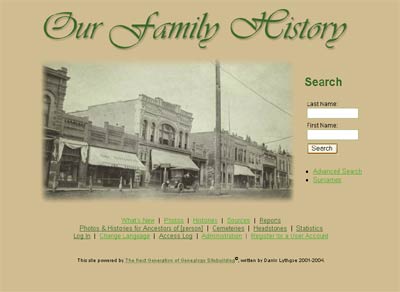 Our Family History
Search
Last Name:
First Name:
Search
Advanced Search
Surnames
What's New | Photos | Histories | Sources | Reports
Photos & Histories for Ancestors of [person] | Cemeteries | Headstones | Statistics
Log In | Change Language | Access Log | Administration | Register for a User Account
This site powered by The Next Generation of Genealogy Sitebuilding©, written by Darrin Lythgoe 2001-2004.